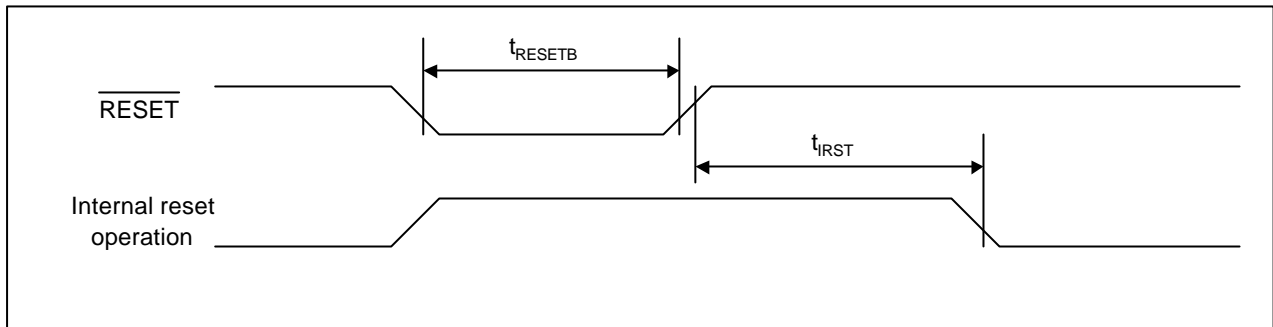 tRESETB
RESET
tIRST
Internal reset
operation